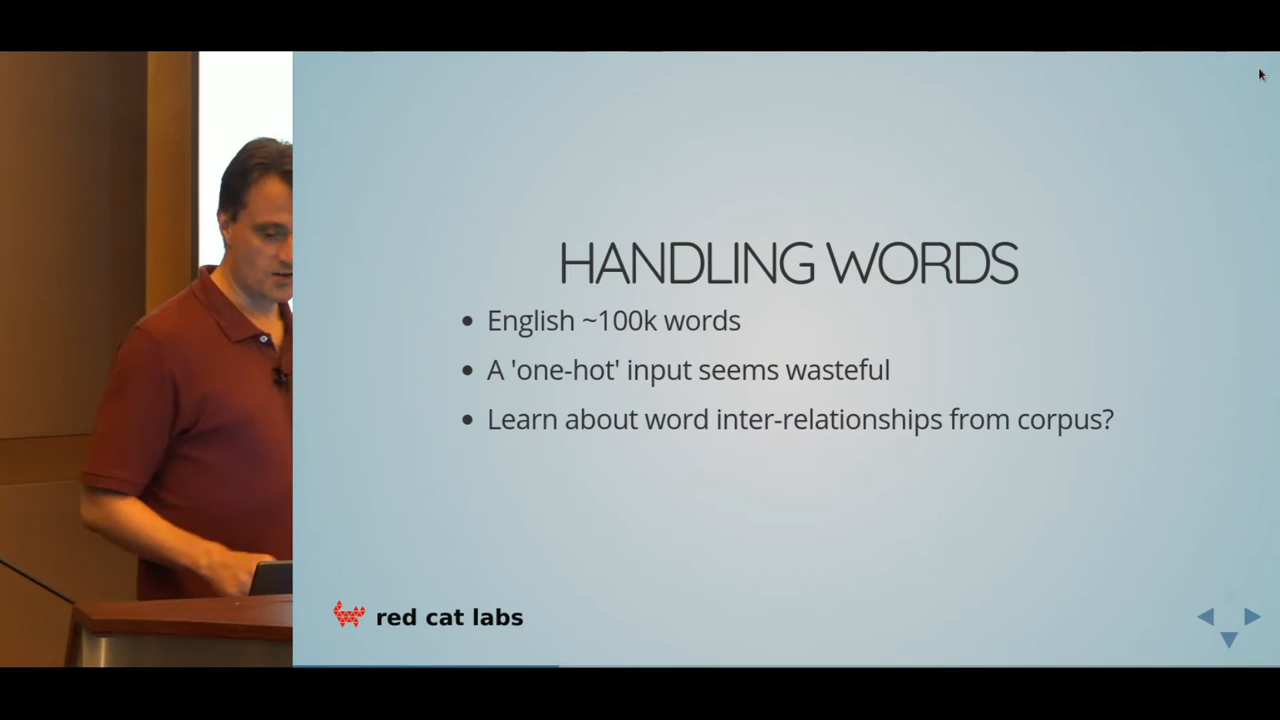 HANDLING WORDS
English ~100k words
A 'one-hot' input seems wasteful
Learn about word inter-relationships from corpus?
red cat labs